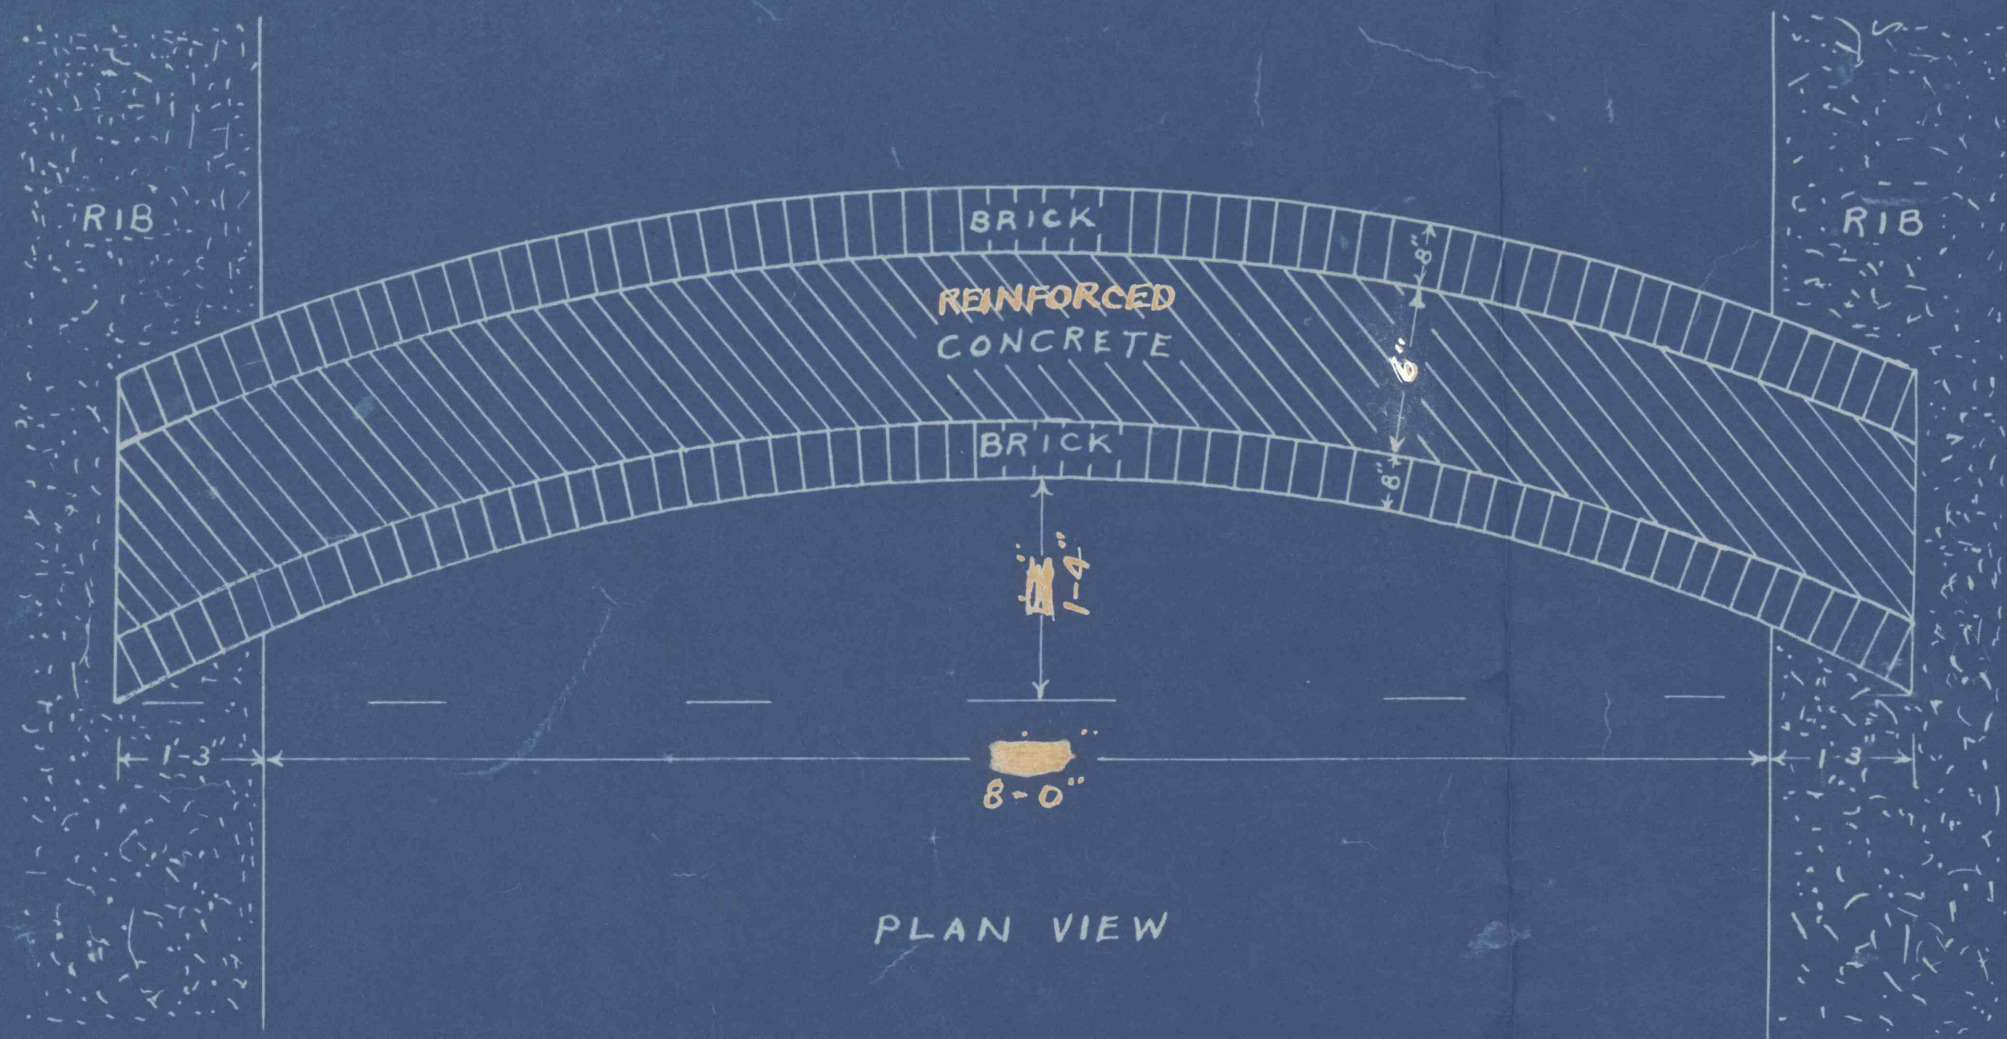 RIB
BRICK
RIB
8"
REINFORCED
CONCRETE
6"
BRICK
8"
1-4"
1'-3"
1-3"
8-0"
PLAN VIEW